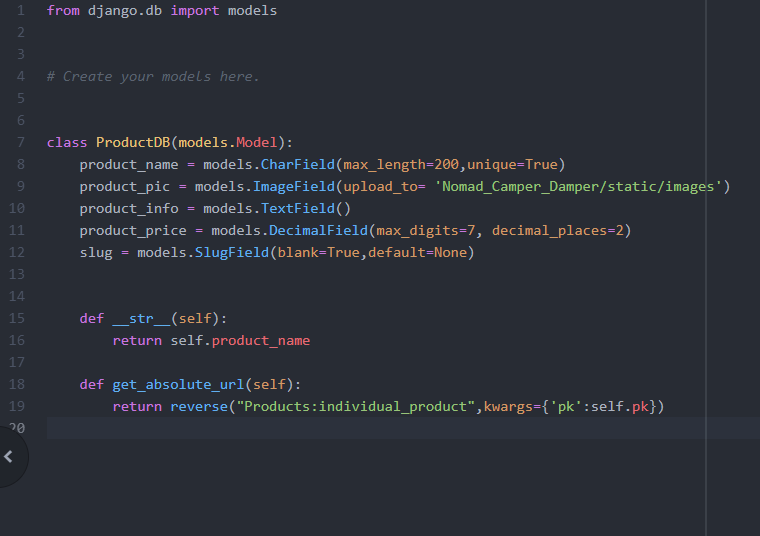 1 from django.db import models
2
3
4 # Create your models here.
5
6
7 class ProductDB(models.Model):
8     product_name = models.CharField(max_length=200,unique=True)
9     product_pic = models.ImageField(upload_to= 'Nomad_Camper_Damper/static/images')
10     product_info = models.TextField()
11     product_price = models.DecimalField(max_digits=7, decimal_places=2)
12     slug = models.SlugField(blank=True,default=None)
13
14
15     def __str__(self):
16         return self.product_name
17
18     def get_absolute_url(self):
19         return reverse("Products:individual_product",kwargs={'pk':self.pk})
20